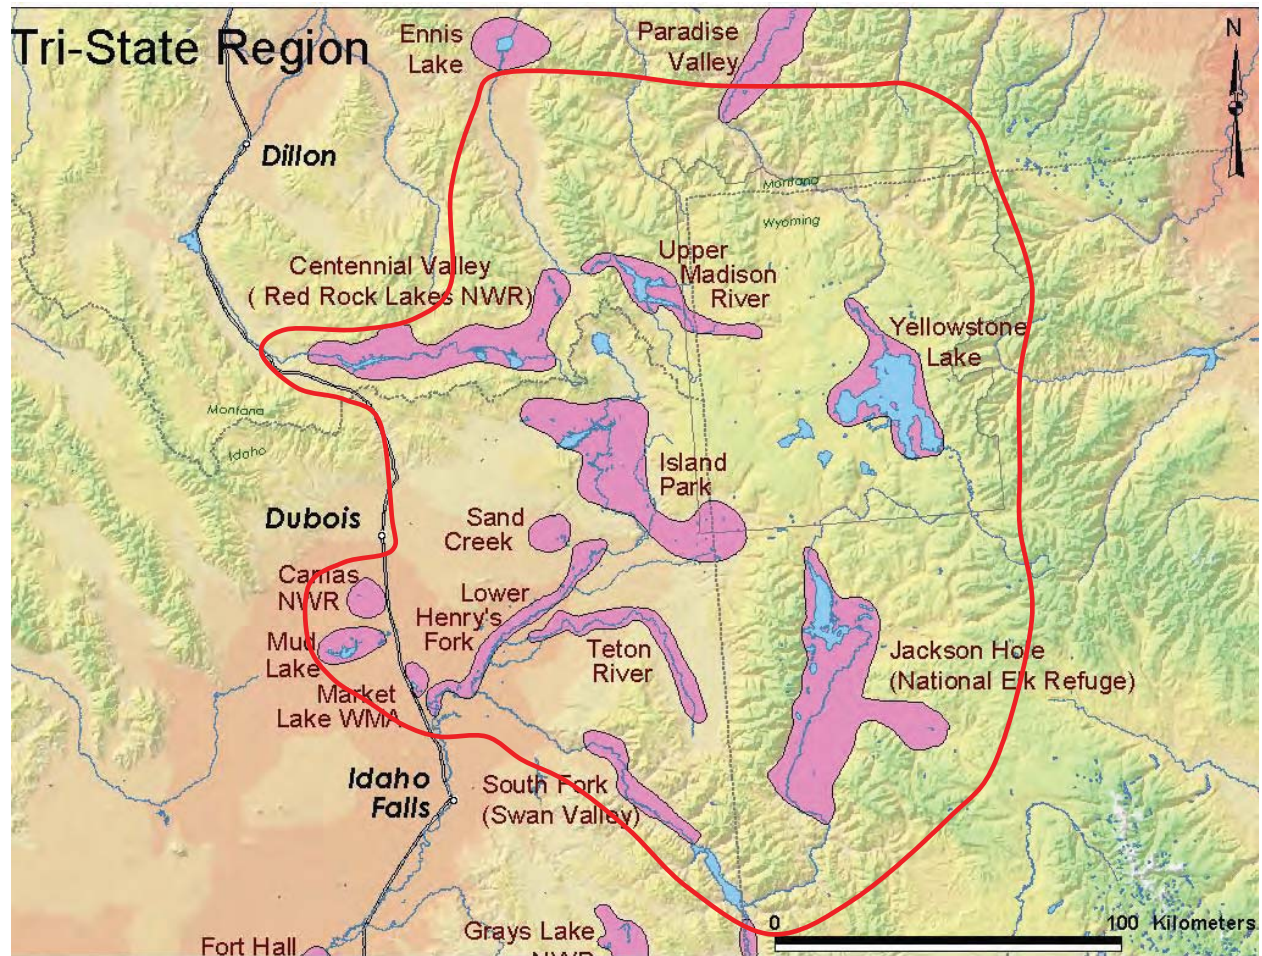 Tri-State Region
Ennis
Lake
Paradise
Valley
N
Dillon
Montana
Wyoming
Centennial Valley
( Red Rock Lakes NWR)
Upper
Madison
River
Yellowstone
Lake
Montana
Idaho
Island
Park
Dubois
Sand
Creek
Camas
NWR
Lower
Henry's
Fork
Mud
Lake
Teton
River
Market
Lake WMA
Jackson Hole
(National Elk Refuge)
Idaho
Falls
South Fork
(Swan Valley)
Grays Lake
NWR
Fort Hall
0
100 Kilometers